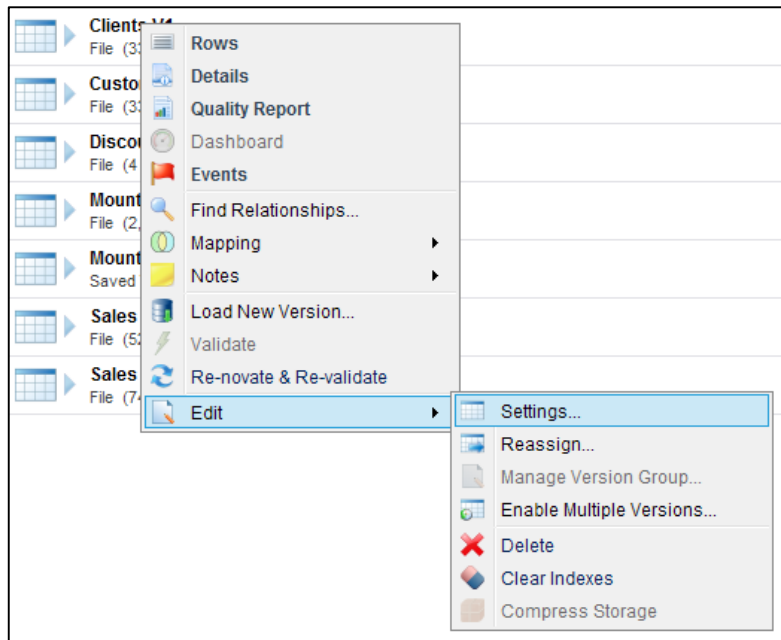 Clients V1
File (33
Rows
Details
Custo
File (33
Quality Report
Discou
File (4
Dashboard
Events
Mount
File (2,
Find Relationships...
Mapping
Mount
Saved
Notes
Sales
File (52
Load New Version...
Validate
Sales
File (74
Re-novate & Re-validate
Edit
Settings...
Reassign...
Manage Version Group...
Enable Multiple Versions...
Delete
Clear Indexes
Compress Storage